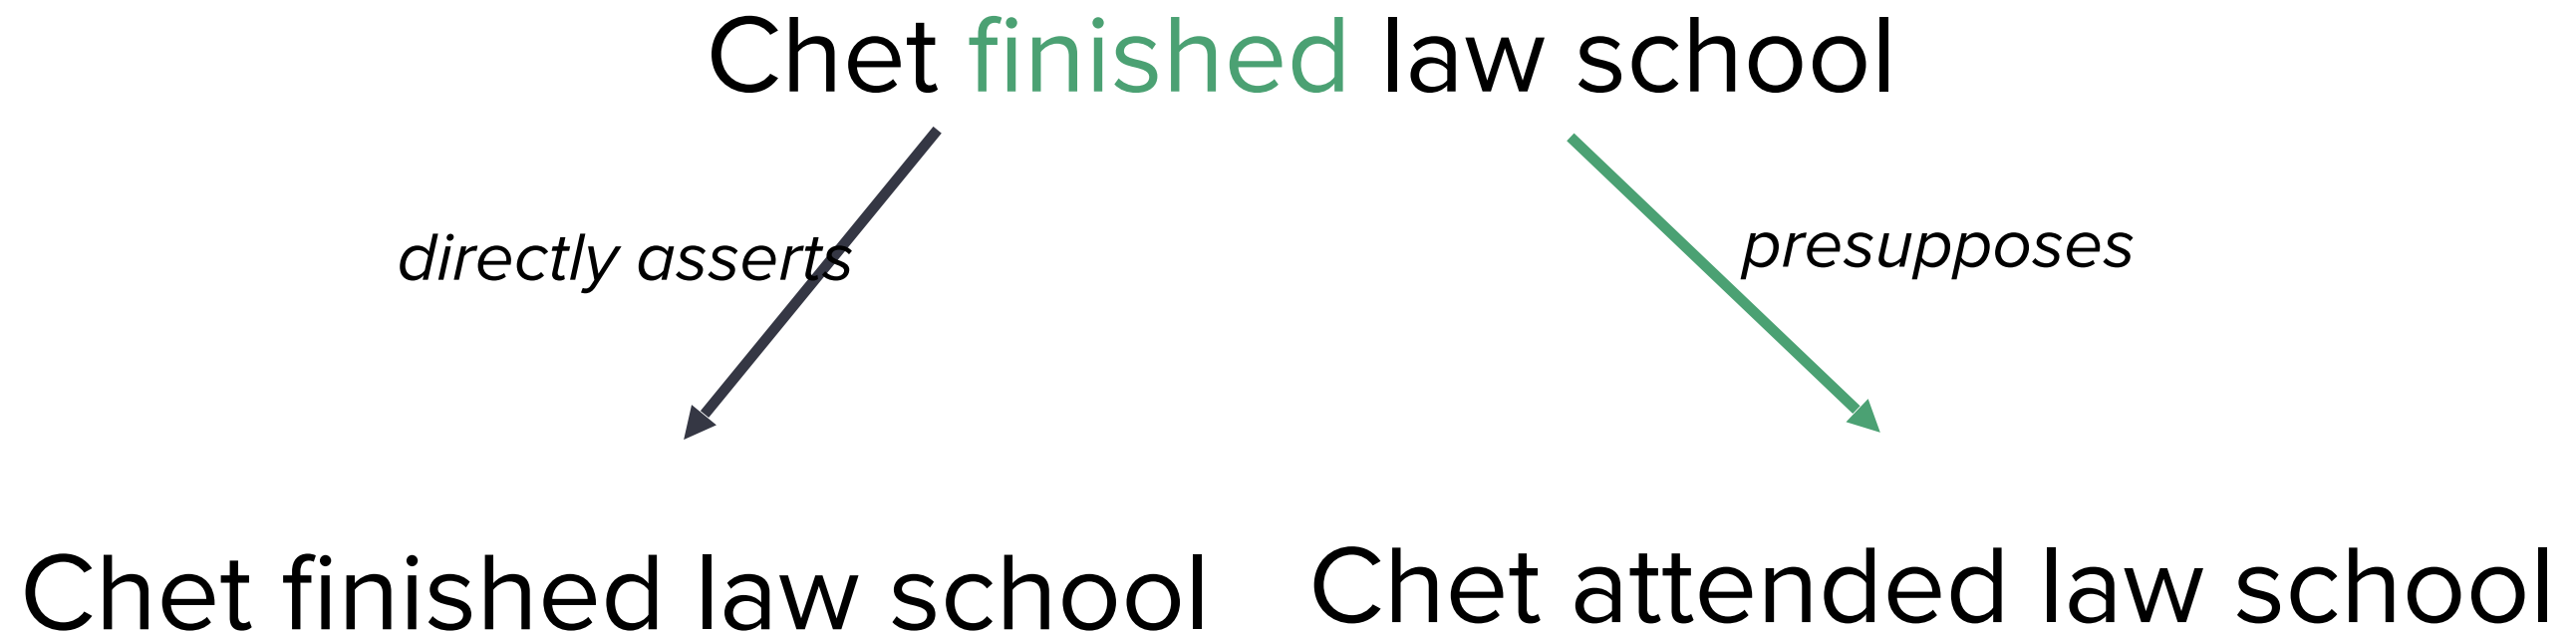 Chet finished law school
directly asserts
presupposes
Chet finished law school
Chet attended law school